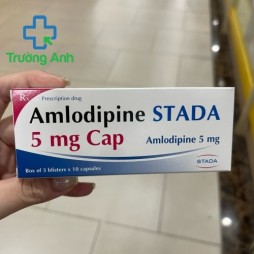 Trường Anh
Rx Prescription drug
Amlodipine STADA
5 mg Cap
Amlodipine 5 mg
Box of 3 blisters x 10 capsules
STADA